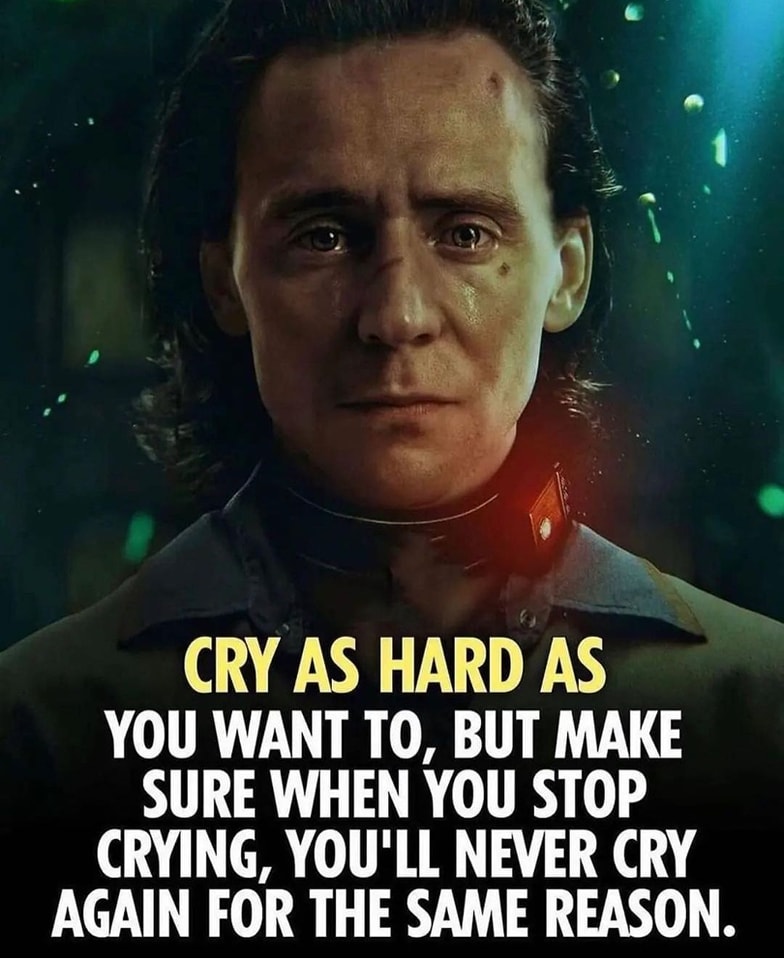 CRY AS HARD AS
YOU WANT TO, BUT MAKE
SURE WHEN YOU STOP
CRYING, YOU'LL NEVER CRY
AGAIN FOR THE SAME REASON.